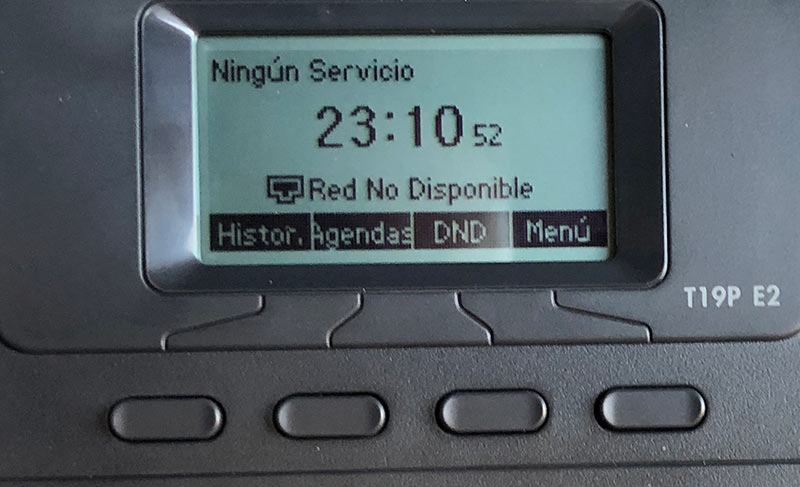 Ningún Servicio
23:10 52
Red No Disponible
Histor. Agendas DND Menú
T19P E2